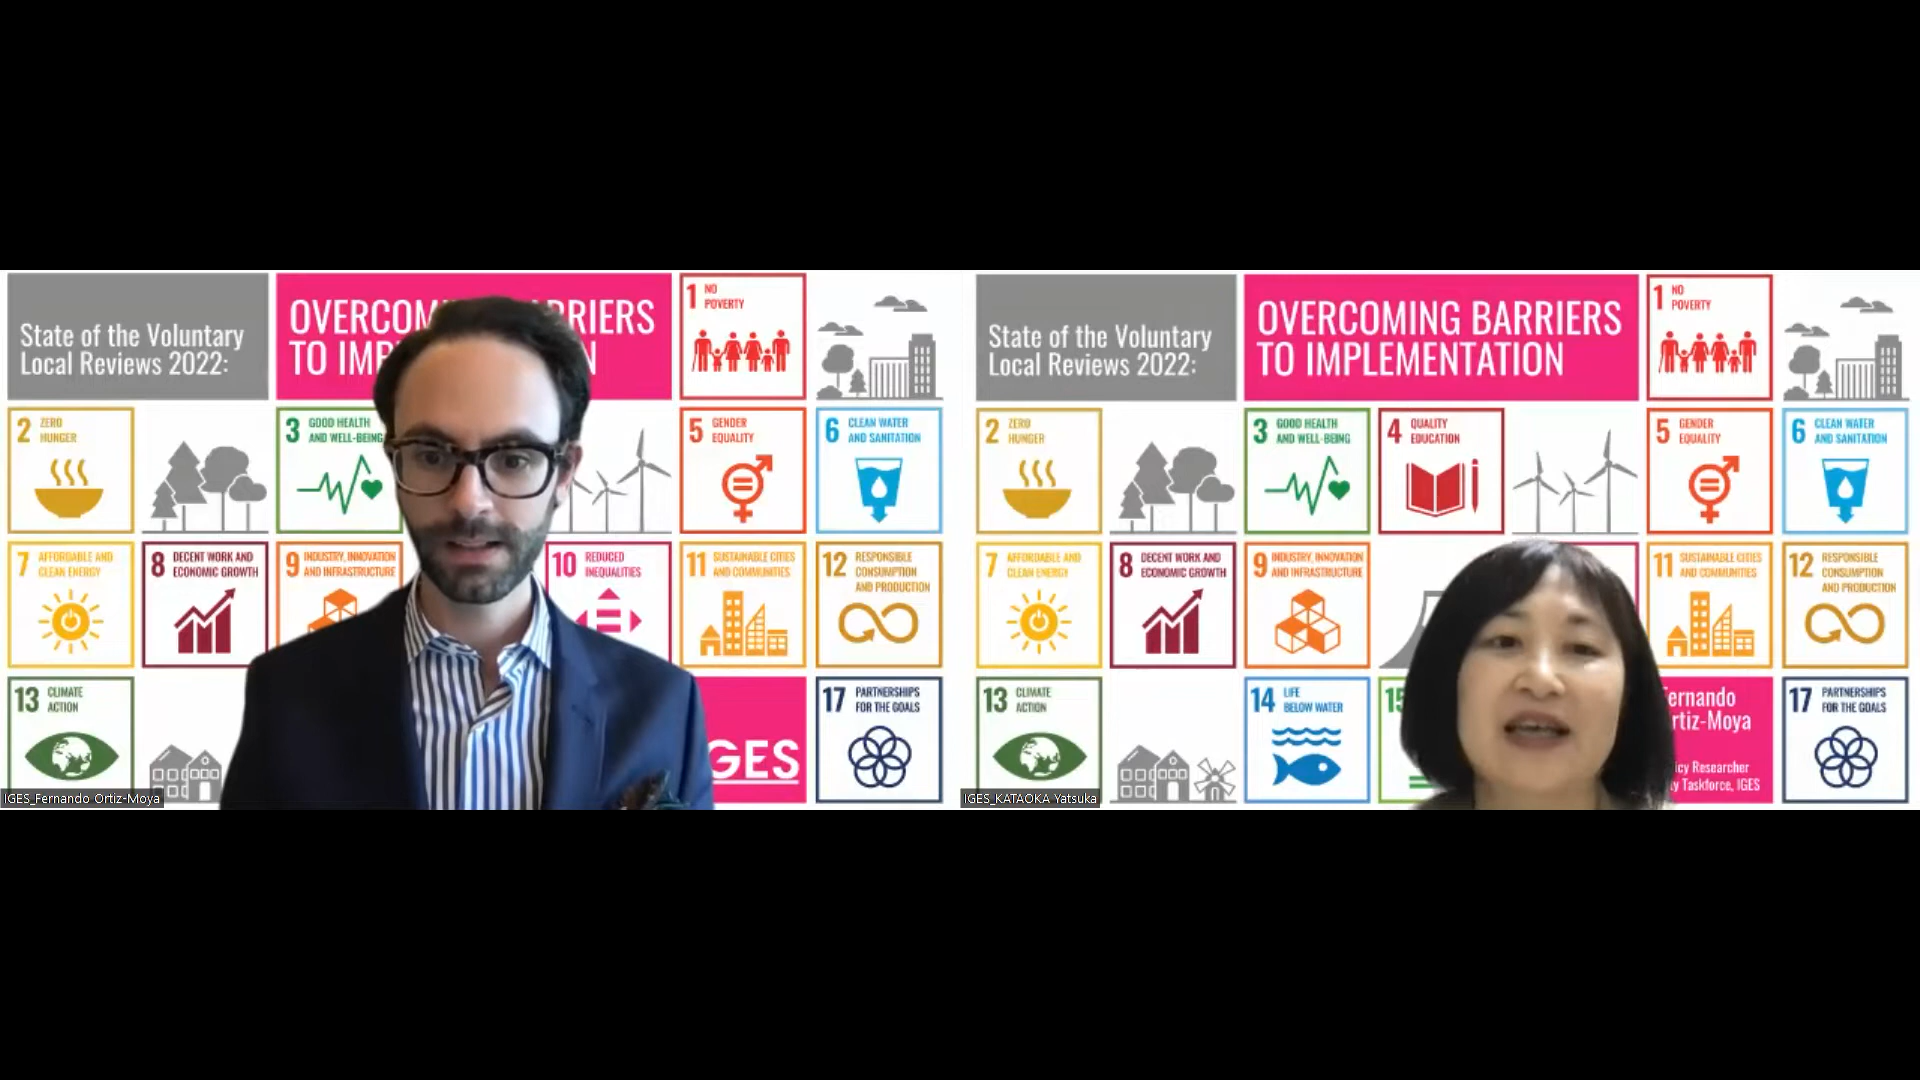 State of the Voluntary
Local Reviews 2022:
OVERCOM RRIERS
TO IMP N
1 NO
POVERTY
2 ZERO
HUNGER
3 GOOD HEALTH
AND WELL-BEING
5 GENDER
EQUALITY
6 CLEAN WATER
AND SANITATION
7 AFFORDABLE AND
CLEAN ENERGY
8 DECENT WORK AND
ECONOMIC GROWTH
9 INDUSTRY, INNOVATION
AND INFRASTRUCTURE
10 REDUCED
INEQUALITIES
11 SUSTAINABLE CITIES
AND COMMUNITIES
12 RESPONSIBLE
CONSUMPTION
AND PRODUCTION
13 CLIMATE
ACTION
GES
17 PARTNERSHIPS
FOR THE GOALS
IGES_Fernando Ortiz-Moya
State of the Voluntary
Local Reviews 2022:
OVERCOMING BARRIERS
TO IMPLEMENTATION
1 NO
POVERTY
2 ZERO
HUNGER
3 GOOD HEALTH
AND WELL-BEING
4 QUALITY
EDUCATION
5 GENDER
EQUALITY
6 CLEAN WATER
AND SANITATION
7 AFFORDABLE AND
CLEAN ENERGY
8 DECENT WORK AND
ECONOMIC GROWTH
9 INDUSTRY, INNOVATION
AND INFRASTRUCTURE
11 SUSTAINABLE CITIES
AND COMMUNITIES
12 RESPONSIBLE
CONSUMPTION
AND PRODUCTION
13 CLIMATE
ACTION
14 LIFE
BELOW WATER
15
ernando
rtiz-Moya
icy Researcher
ty Taskforce, IGES
17 PARTNERSHIPS
FOR THE GOALS
IGES_KATAOKA Yatsuka